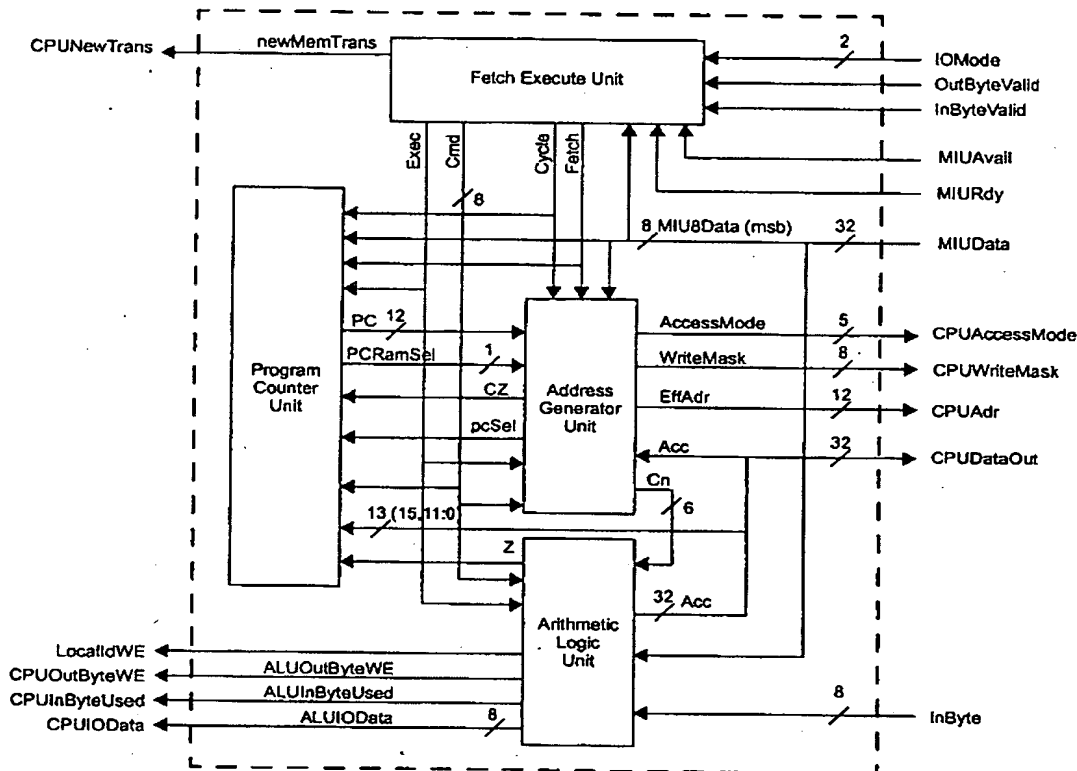 CPUNewTrans
newMemTrans
Fetch Execute Unit
2
IOMode
OutByteValid
InByteValid
MIUAvail
MIURdy
Exec
Cmd
Cycle
Fetch
8
8 MIU8Data (msb)
32
MIUData
PC
12
PCRamSel
1
CZ
pcSel
Program
Counter
Unit
Address
Generator
Unit
AccessMode
5
CPUAccessMode
WriteMask
8
CPUWriteMask
EffAdr
12
CPUAdr
Acc
32
CPUDataOut
Cn
6
13 (15,11:0)
Z
32
Acc
Arithmetic
Logic
Unit
LocalIdWE
CPUOutByteWE
ALUOutByteWE
CPUInByteUsed
ALUInByteUsed
CPUIOData
ALUIOData
8
8
InByte